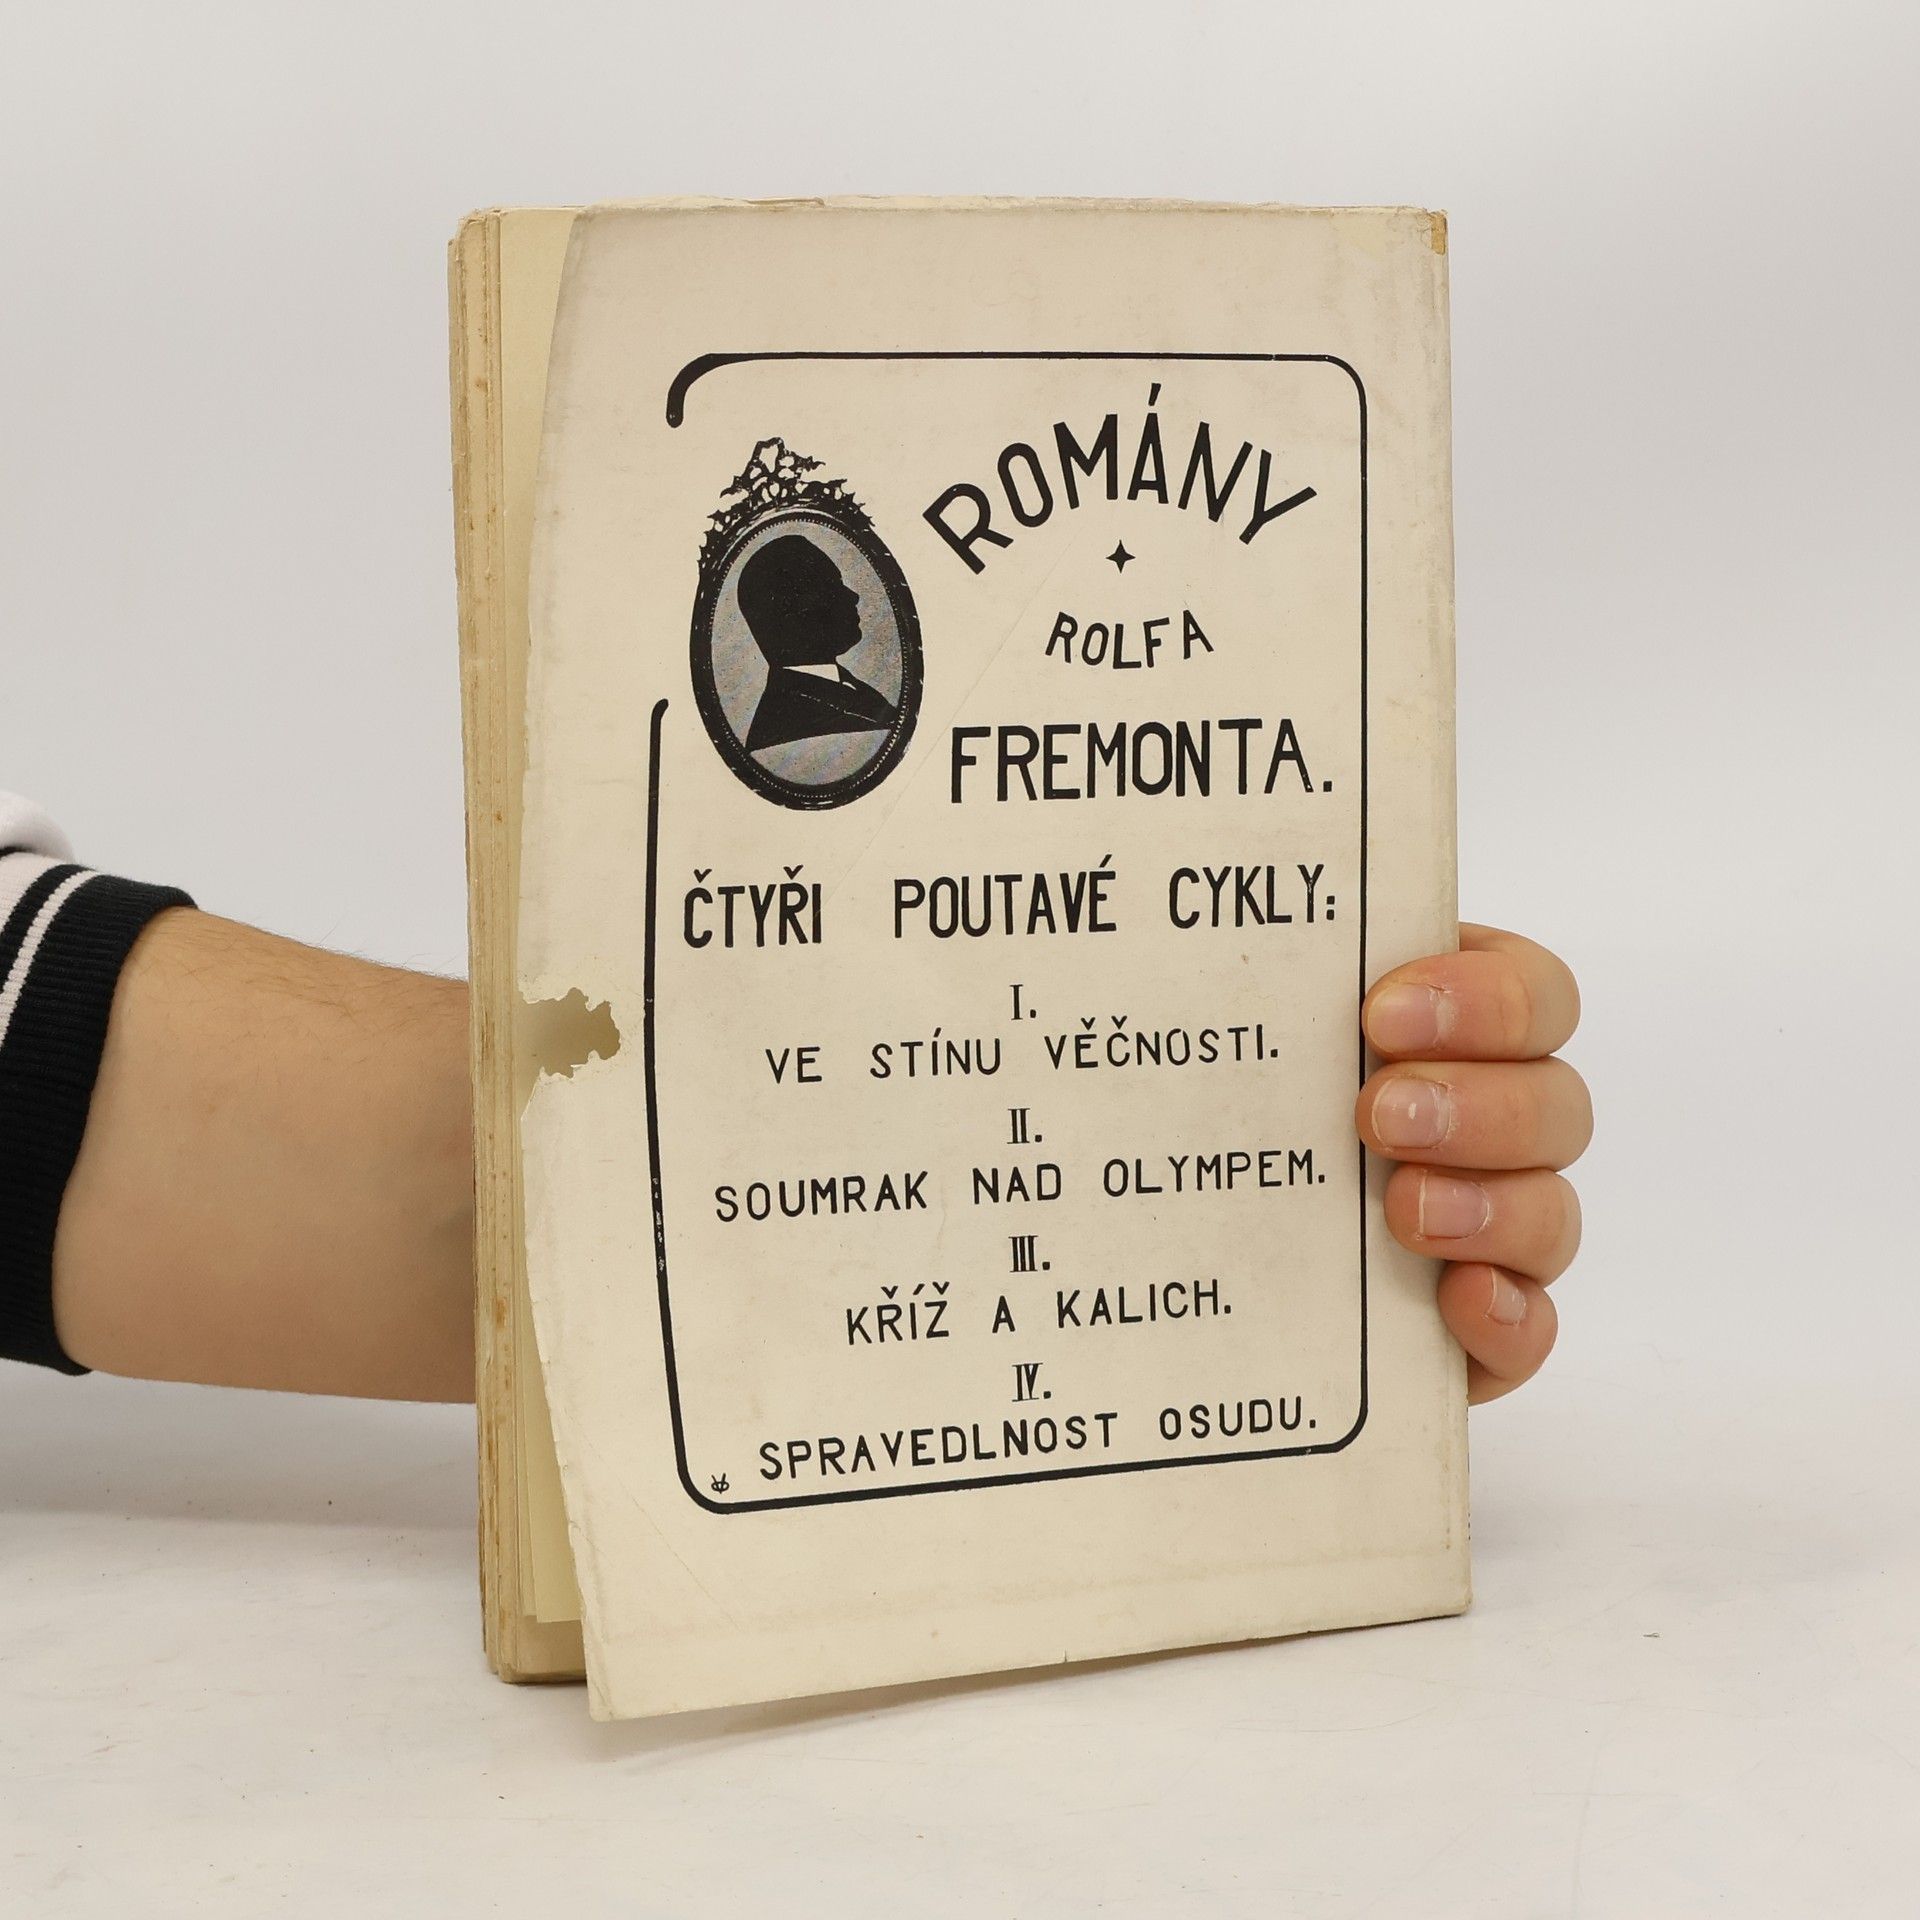 ROMÁNY
ROLFA
FREMONTA.
ČTYŘI POUTAVÉ CYKLY:
I.
VE STÍNU VĚČNOSTI.
II.
SOUMRAK NAD OLYMPEM.
III.
KŘÍŽ A KALICH.
IV.
SPRAVEDLNOST OSUDU.